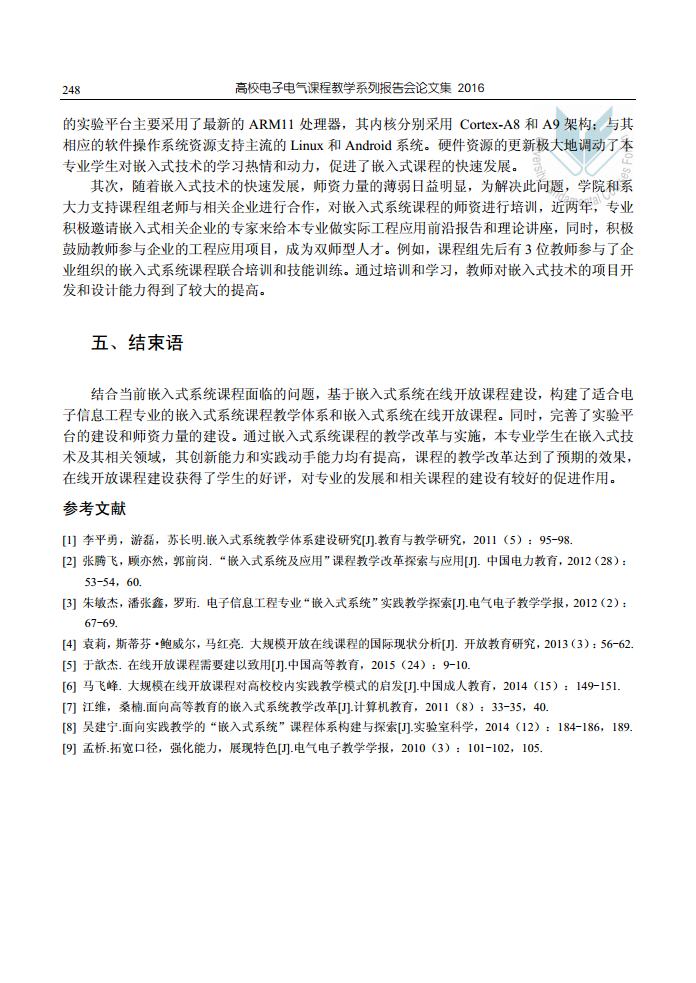 248
高校电子电气课程教学系列报告会论文集 2016
的实验平台主要采用了最新的 ARM11 处理器，其内核分别采用 Cortex-A8 和 A9 架构；与其
相应的软件操作系统资源支持主流的 Linux 和 Android 系统。硬件资源的更新极大地调动了本
专业学生对嵌入式技术的学习热情和动力，促进了嵌入式课程的快速发展。
其次，随着嵌入式技术的快速发展，师资力量的薄弱日益明显，为解决此问题，学院和系
大力支持课程组老师与相关企业进行合作，对嵌入式系统课程的师资进行培训，近两年，专业
积极邀请嵌入式相关企业的专家来给本专业做实际工程应用前沿报告和理论讲座，同时，积极
鼓励教师参与企业的工程应用项目，成为双师型人才。例如，课程组先后有 3 位教师参与了企
业组织的嵌入式系统课程联合培训和技能训练。通过培训和学习，教师对嵌入式技术的项目开
发和设计能力得到了较大的提高。
五、结束语
结合当前嵌入式系统课程面临的问题，基于嵌入式系统在线开放课程建设，构建了适合电
子信息工程专业的嵌入式系统课程教学体系和嵌入式系统在线开放课程。同时，完善了实验平
台的建设和师资力量的建设。通过嵌入式系统课程的教学改革与实施，本专业学生在嵌入式技
术及其相关领域，其创新能力和实践动手能力均有提高，课程的教学改革达到了预期的效果，
在线开放课程建设获得了学生的好评，对专业的发展和相关课程的建设有较好的促进作用。
参考文献
[1] 李平勇，游磊，苏长明.嵌入式系统教学体系建设研究[J].教育与教学研究，2011（5）：95-98.
[2] 张腾飞，顾亦然，郭前岗. “嵌入式系统及应用”课程教学改革探索与应用[J]. 中国电力教育，2012（28）：
53-54，60.
[3] 朱敏杰，潘张鑫，罗珩. 电子信息工程专业“嵌入式系统”实践教学探索[J].电气电子教学学报，2012（2）：
67-69.
[4] 袁莉，斯蒂芬·鲍威尔，马红亮. 大规模开放在线课程的国际现状分析[J]. 开放教育研究，2013（3）：56-62.
[5] 于歆杰. 在线开放课程需要建以致用[J].中国高等教育，2015（24）：9-10.
[6] 马飞峰. 大规模在线开放课程对高校校内实践教学模式的启发[J].中国成人教育，2014（15）：149-151.
[7] 江维，桑楠.面向高等教育的嵌入式系统教学改革[J].计算机教育，2011（8）：33-35，40.
[8] 吴建宁.面向实践教学的“嵌入式系统”课程体系构建与探索[J].实验室科学，2014（12）：184-186，189.
[9] 孟桥.拓宽口径，强化能力，展现特色[J].电气电子教学学报，2010（3）：101-102，105.